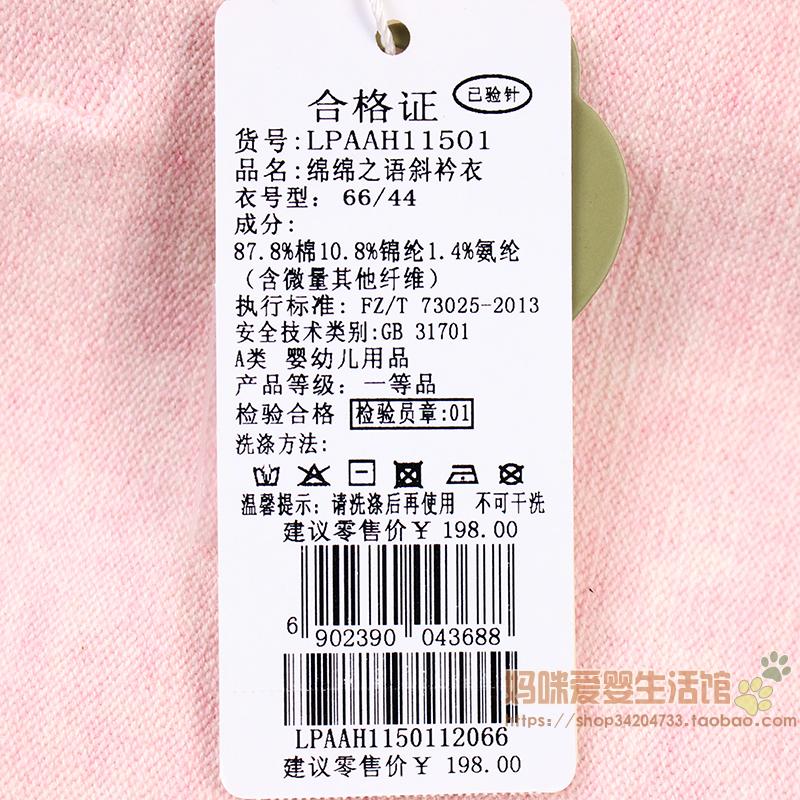 合格证
已验针
货号:LPAAH11501
品名:绵绵之语斜衿衣
衣号型: 66/44
成分:
87.8%棉10.8%锦纶1.4%氨纶
（含微量其他纤维）
执行标准: FZ/T 73025-2013
安全技术类别:GB 31701
A类 婴幼儿用品
产品等级: 一等品
检验合格 检验员章:01
洗涤方法:
温馨提示: 请洗涤后再使用 不可干洗
建议零售价¥ 198.00
6 902390 043688
妈咪爱婴生活馆
https://shop34204733.taobao.com
LPAAH1150112066
建议零售价¥ 198.00